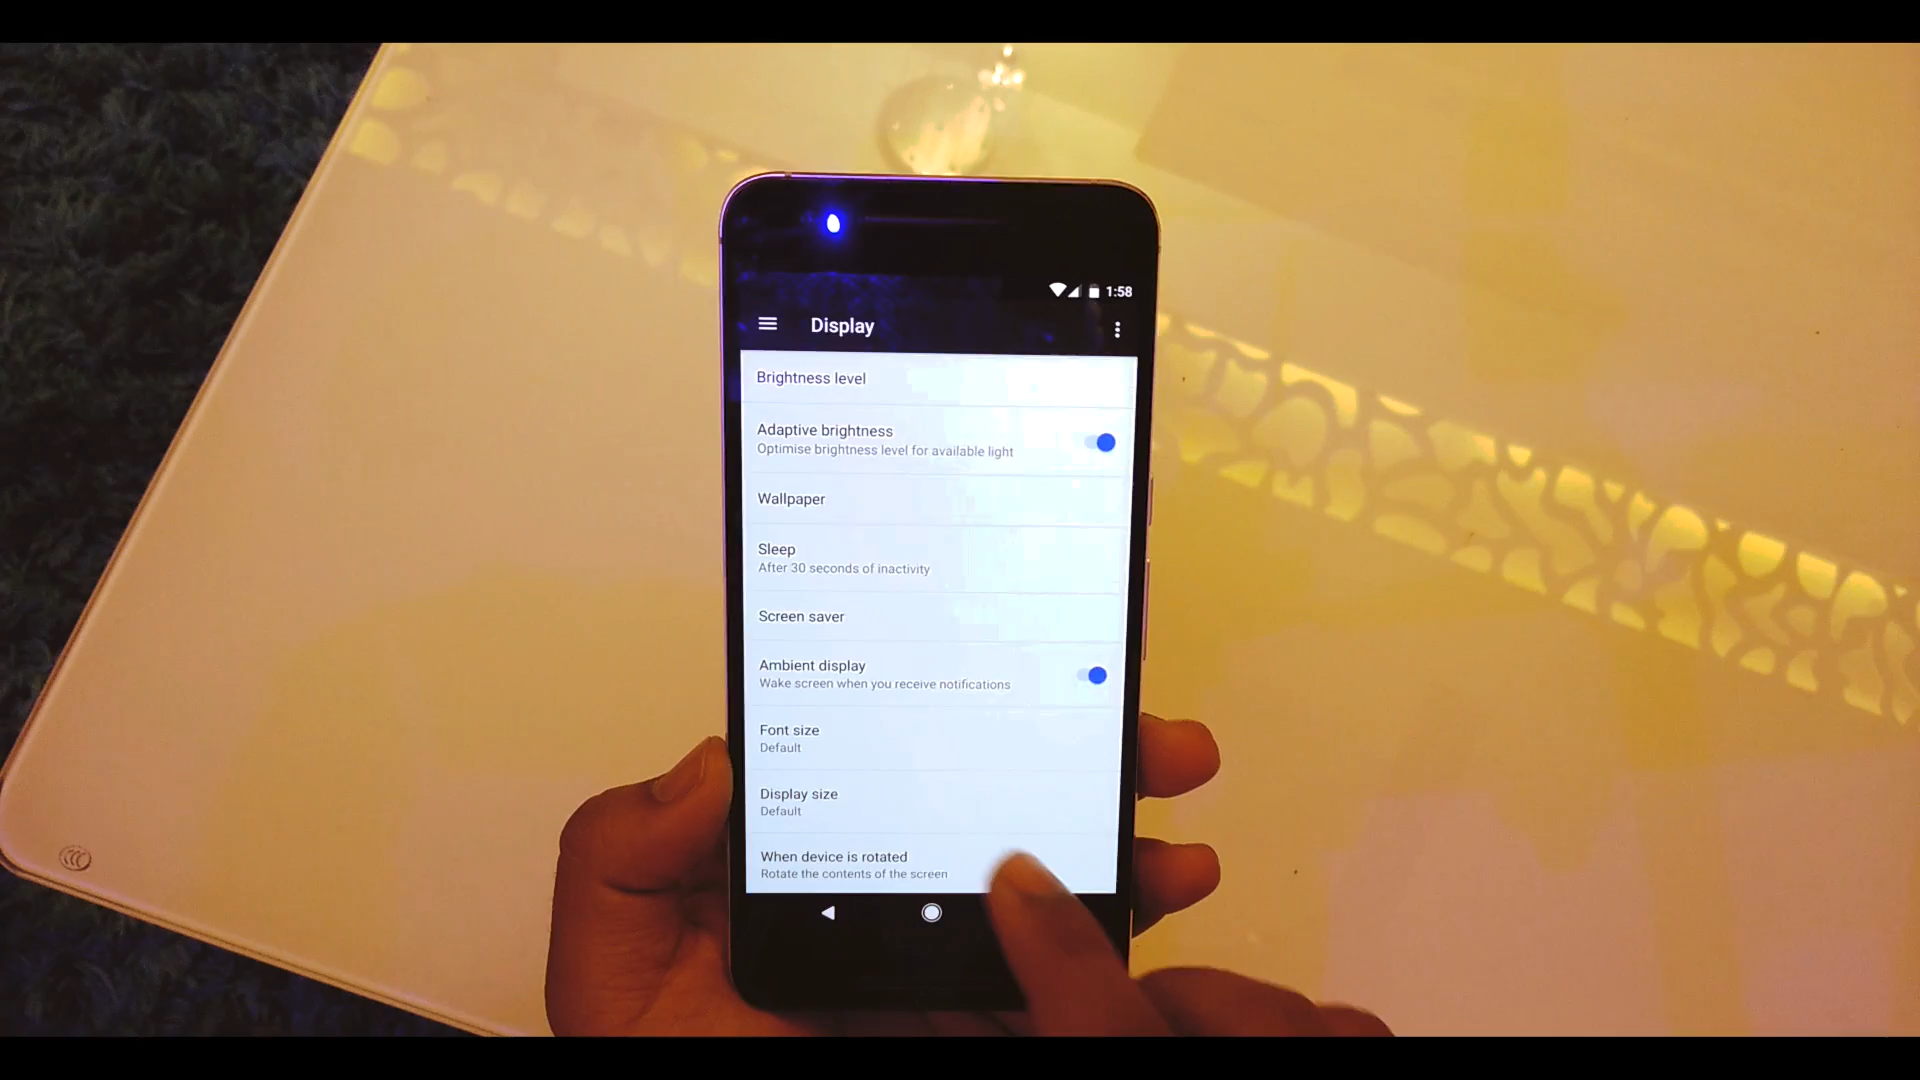 1:58
Display
Brightness level
Adaptive brightness
Optimise brightness level for available light
Wallpaper
Sleep
After 30 seconds of inactivity
Screen saver
Ambient display
Wake screen when you receive notifications
Font size
Default
Display size
Default
When device is rotated
Rotate the contents of the screen